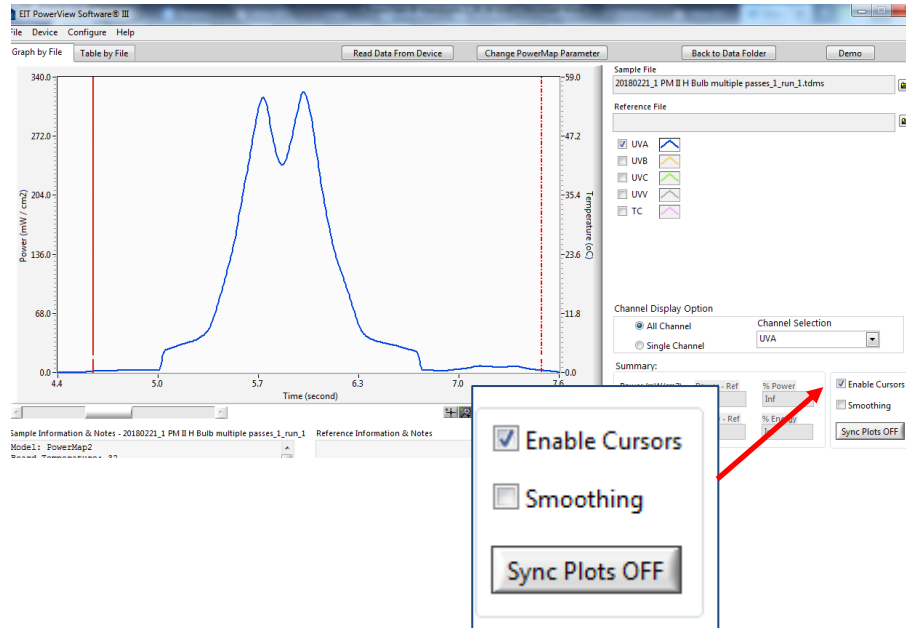 EIT PowerView Software® III
File Device Configure Help
Graph by File Table by File Read Data From Device Change PowerMap Parameter Back to Data Folder Demo
Sample File
20180221_1 PM II H Bulb multiple passes_1_run_1.tdms
Reference File
UVA
UVB
UVC
UVV
TC
340.0
272.0
204.0
136.0
68.0
0.0
Power (mW / cm2)
59.0
47.2
35.4
23.6
11.8
0.0
Temperature (oC)
4.4 5.0 5.7 6.3 7.0 7.6
Time (second)
Channel Display Option
All Channel
Single Channel
Channel Selection
UVA
Summary:
- Ref % Power
Inf
- Ref % Energy
Enable Cursors
Smoothing
Sync Plots OFF
Sample Information & Notes - 20180221_1 PM II H Bulb multiple passes_1_run_1 Reference Information & Notes
Model: PowerMap2
Board Temperature: 32
Enable Cursors
Smoothing
Sync Plots OFF